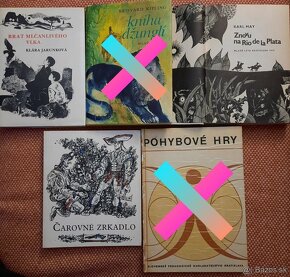 BRAT MLČANLIVÉHO
VLKA
KLÁRA JARUNKOVÁ
RUDYARD KIPLING
kniha
džunglí
KARL MAY
Znovu
na Rio de la Plata
ČAROVNÉ ZRKADLO
POHYBOVÉ HRY
SLOVENSKÉ PEDAGOGICKÉ NAKLADATEĽSTVO BRATISLAVA
Bazos.sk